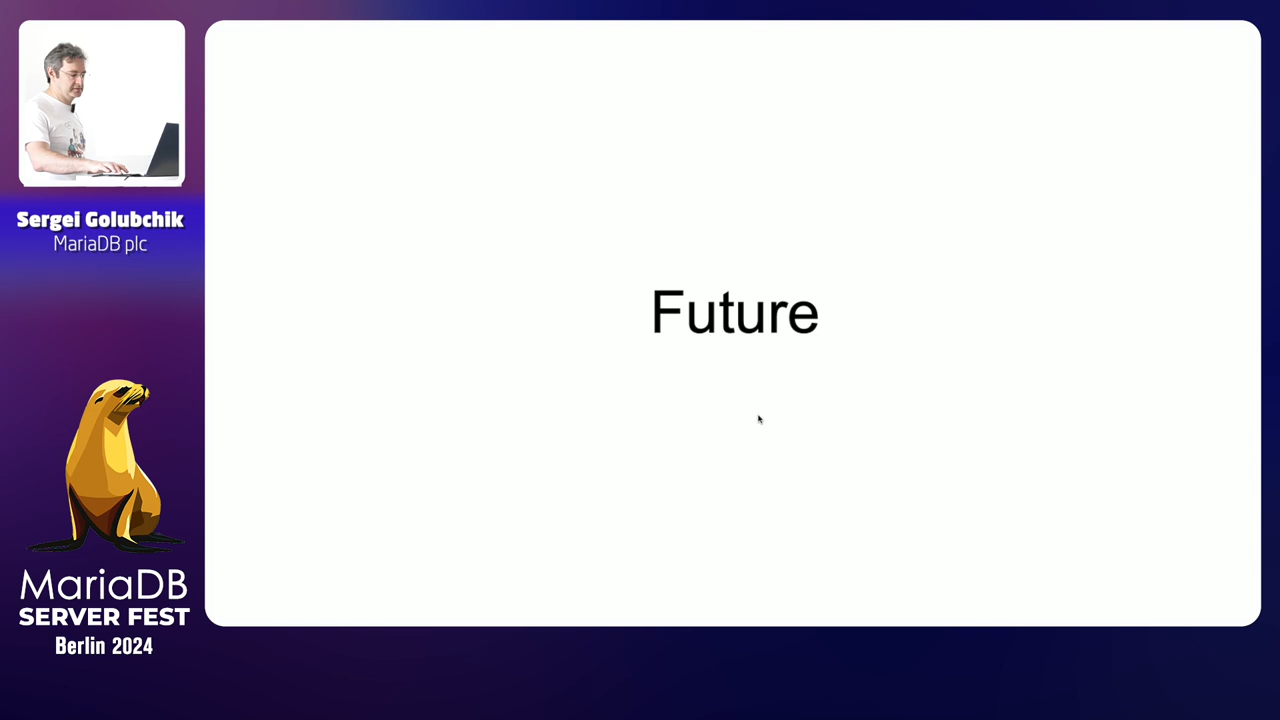 Sergei Golubchik
MariaDB plc
Future
MariaDB
SERVER FEST
Berlin 2024